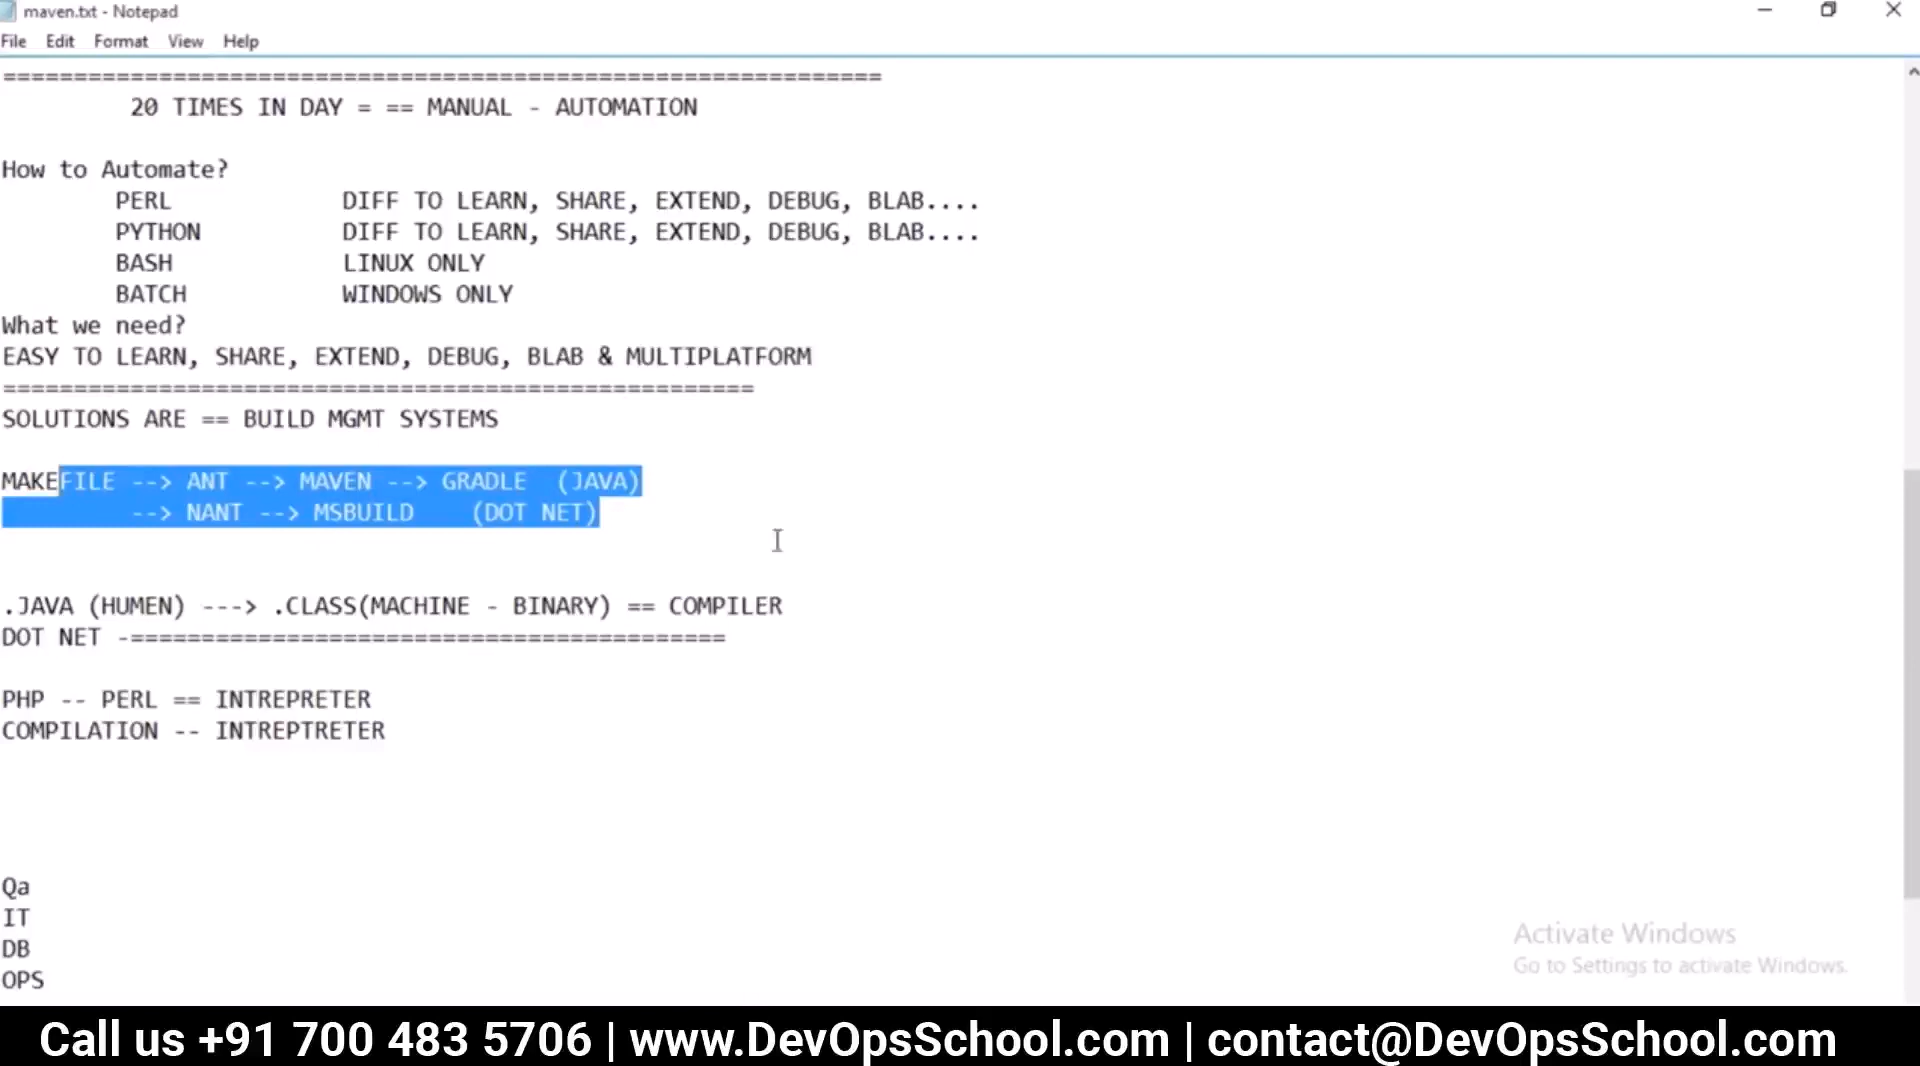 maven.txt - Notepad
File Edit Format View Help
==============================================================
20 TIMES IN DAY = == MANUAL - AUTOMATION
How to Automate?
PERL DIFF TO LEARN, SHARE, EXTEND, DEBUG, BLAB....
PYTHON DIFF TO LEARN, SHARE, EXTEND, DEBUG, BLAB....
BASH LINUX ONLY
BATCH WINDOWS ONLY
What we need?
EASY TO LEARN, SHARE, EXTEND, DEBUG, BLAB & MULTIPLATFORM
=====================================================
SOLUTIONS ARE == BUILD MGMT SYSTEMS
MAKEFILE --> ANT --> MAVEN --> GRADLE (JAVA)
--> NANT --> MSBUILD (DOT NET)
.JAVA (HUMEN) ---> .CLASS(MACHINE - BINARY) == COMPILER
DOT NET -==========================================
PHP -- PERL == INTREPRETER
COMPILATION -- INTREPTRETER
Qa
IT
DB
OPS
Activate Windows
Go to Settings to activate Windows.
Call us +91 700 483 5706 | www.DevOpsSchool.com | contact@DevOpsSchool.com